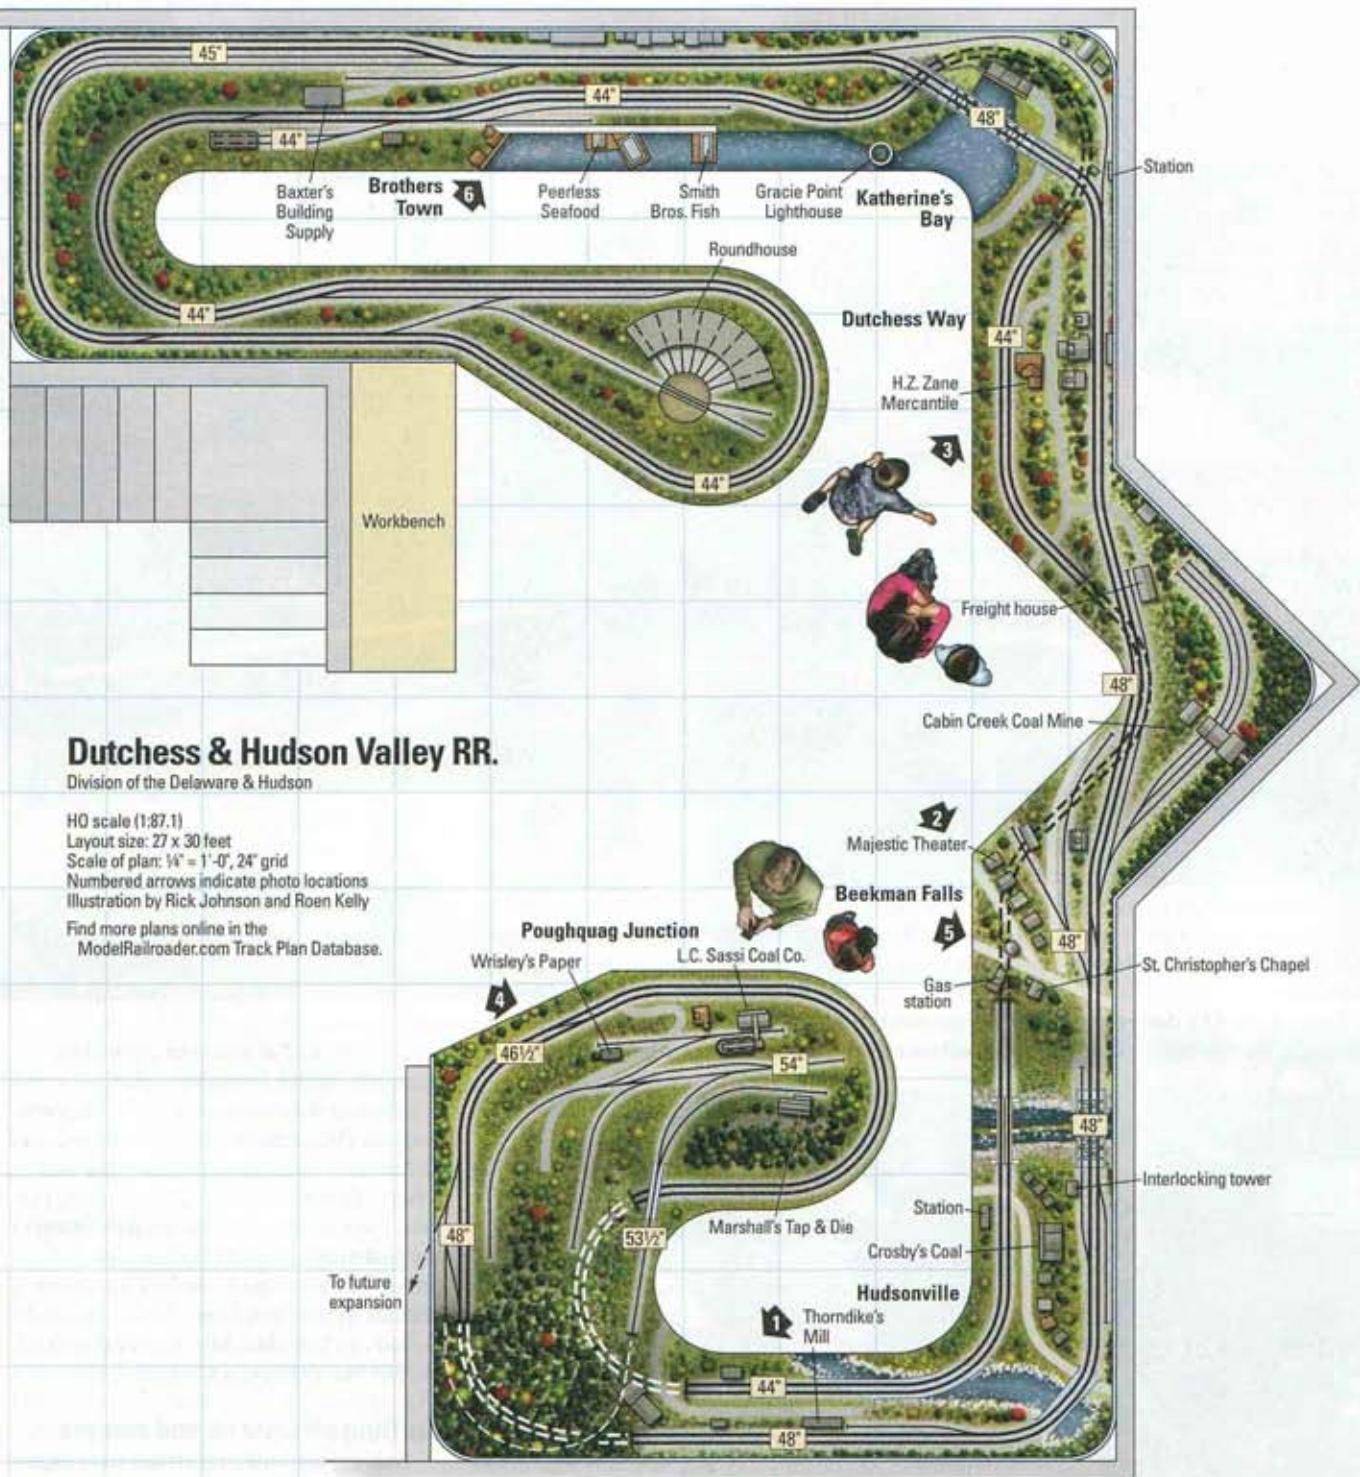 45"
44"
48"
44"
Station
Baxter's
Building
Supply
Brothers
Town
6
Peerless
Seafood
Smith
Bros. Fish
Gracie Point
Lighthouse
Katherine's
Bay
Roundhouse
44"
Dutchess Way
44"
H.Z. Zane
Mercantile
3
44"
Workbench
Freight house
48"
Cabin Creek Coal Mine
Dutchess & Hudson Valley RR.
Division of the Delaware & Hudson
HO scale (1:87.1)
Layout size: 27 x 30 feet
Scale of plan: ¼" = 1'-0", 24" grid
Numbered arrows indicate photo locations
Illustration by Rick Johnson and Roen Kelly
Find more plans online in the
ModelRailroader.com Track Plan Database.
2
Majestic Theater
Beekman Falls
5
48"
Poughquag Junction
Wrisley's Paper
L.C. Sassi Coal Co.
St. Christopher's Chapel
Gas
station
4
46½"
54"
48"
Interlocking tower
Station
Marshall's Tap & Die
53½"
48"
Crosby's Coal
To future
expansion
Hudsonville
1
Thorndike's
Mill
44"
48"